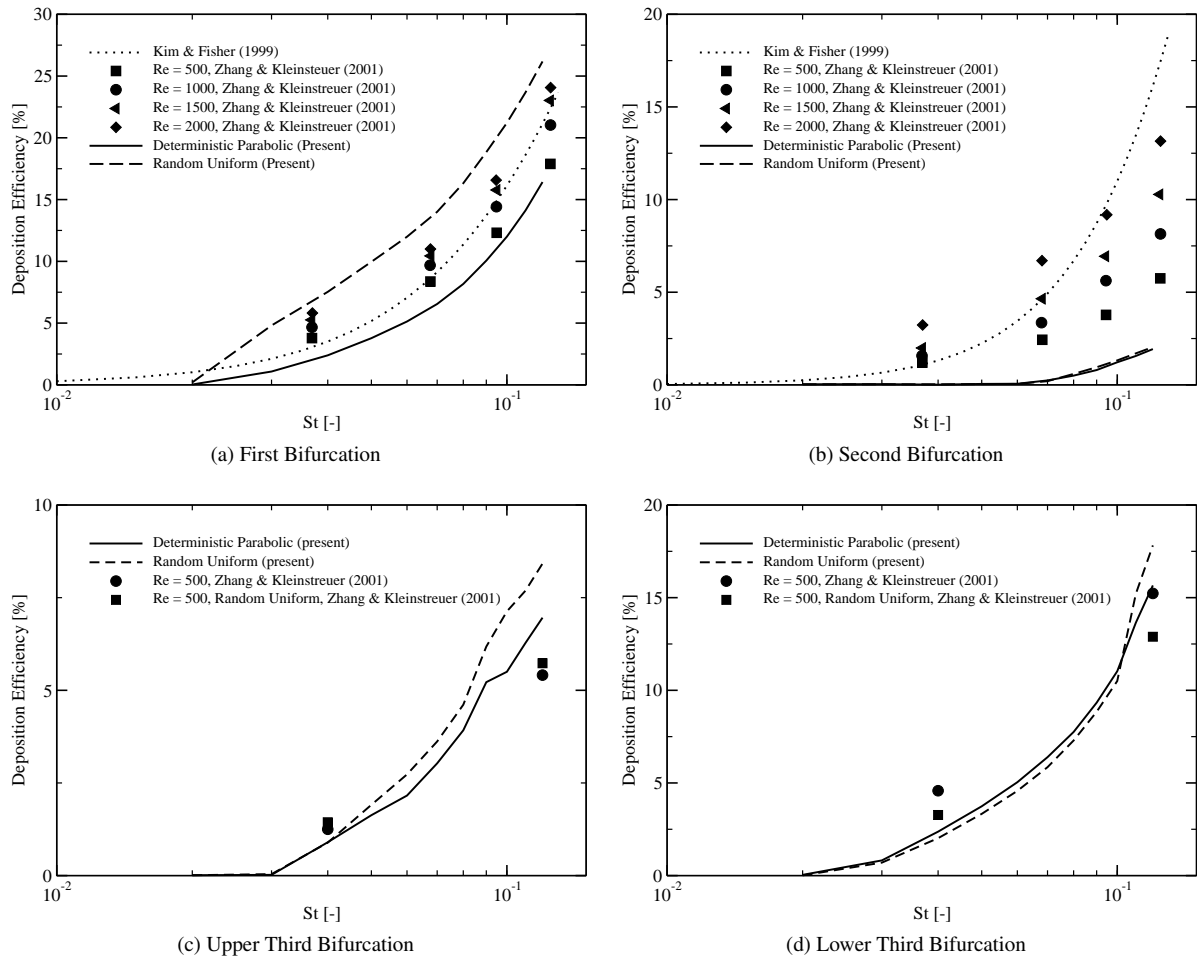 30
25
20
15
10
5
0
Deposition Efficiency [%]
Kim & Fisher (1999)
Re = 500, Zhang & Kleinsteuer (2001)
Re = 1000, Zhang & Kleinstreuer (2001)
Re = 1500, Zhang & Kleinstreuer (2001)
Re = 2000, Zhang & Kleinstreuer (2001)
Deterministic Parabolic (Present)
Random Uniform (Present)
10-2
10-1
St [-]
(a) First Bifurcation
20
15
10
5
0
Deposition Efficiency [%]
Kim & Fisher (1999)
Re = 500, Zhang & Kleinstreuer (2001)
Re = 1000, Zhang & Kleinstreuer (2001)
Re = 1500, Zhang & Kleinstreuer (2001)
Re = 2000, Zhang & Kleinstreuer (2001)
Deterministic Parabolic (Present)
Random Uniform (Present)
10-2
10-1
St [-]
(b) Second Bifurcation
10
5
0
Deposition Efficiency [%]
Deterministic Parabolic (present)
Random Uniform (present)
Re = 500, Zhang & Kleinstreuer (2001)
Re = 500, Random Uniform, Zhang & Kleinstreuer (2001)
10-2
10-1
St [-]
(c) Upper Third Bifurcation
20
15
10
5
0
Deposition Efficiency [%]
Deterministic Parabolic (present)
Random Uniform (present)
Re = 500, Zhang & Kleinstreuer (2001)
Re = 500, Random Uniform, Zhang & Kleinstreuer (2001)
10-2
10-1
St [-]
(d) Lower Third Bifurcation